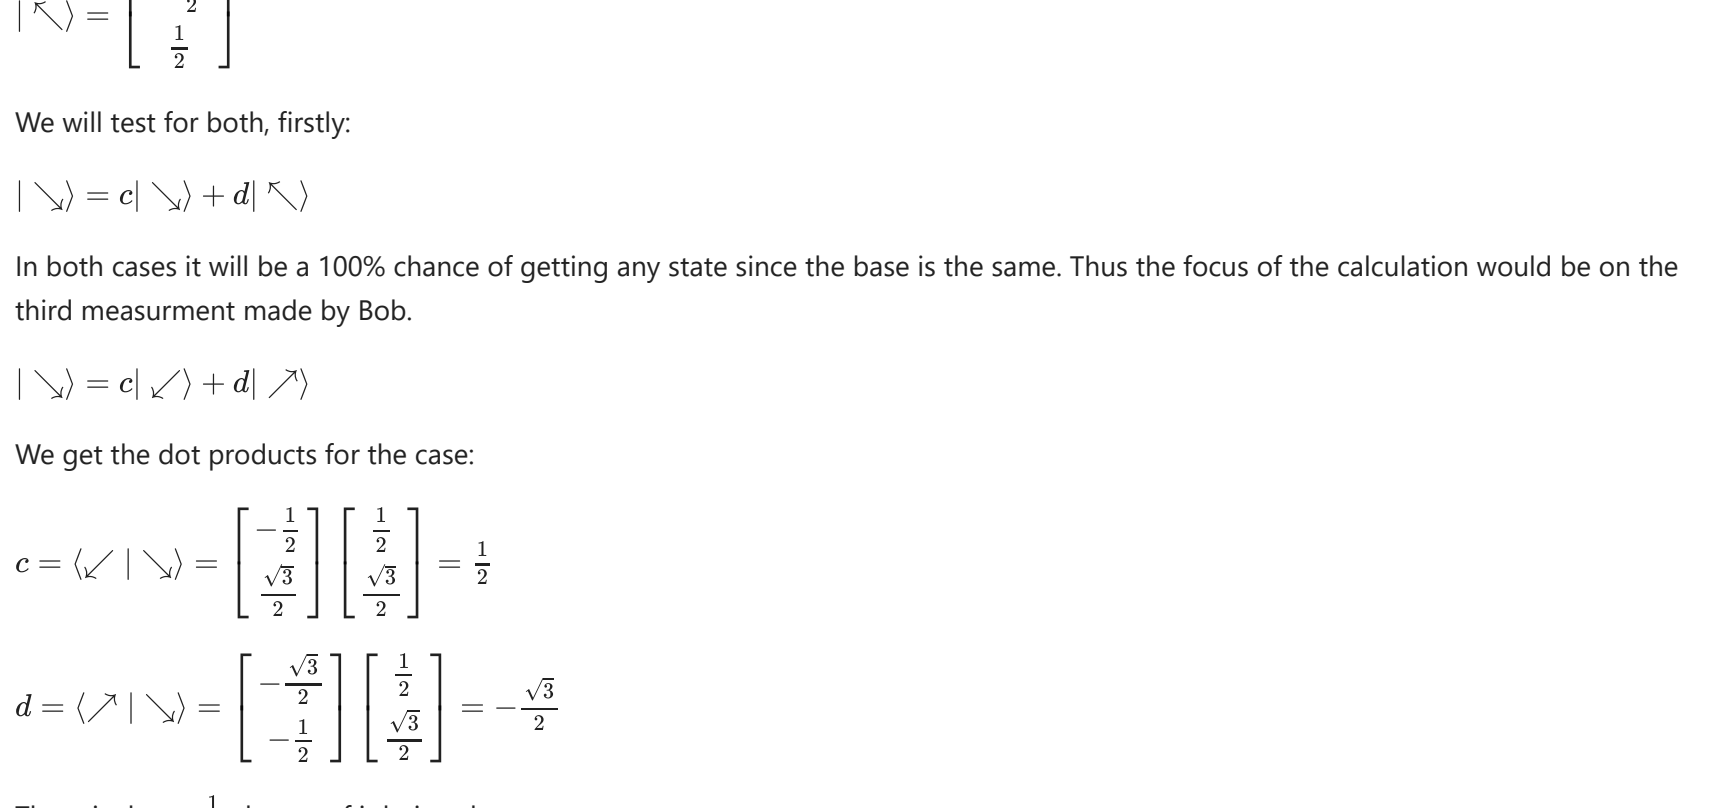 |↖⟩ = [ 2 1/2 ]
We will test for both, firstly:
|↘⟩ = c|↘⟩ + d|↖⟩
In both cases it will be a 100% chance of getting any state since the base is the same. Thus the focus of the calculation would be on the
third measurment made by Bob.
|↘⟩ = c|↙⟩ + d|↗⟩
We get the dot products for the case:
c = ⟨↙|↘⟩ = [ -1/2 √3/2 ] [ 1/2 √3/2 ] = 1/2
d = ⟨↗|↘⟩ = [ -√3/2 -1/2 ] [ 1/2 √3/2 ] = -√3/2